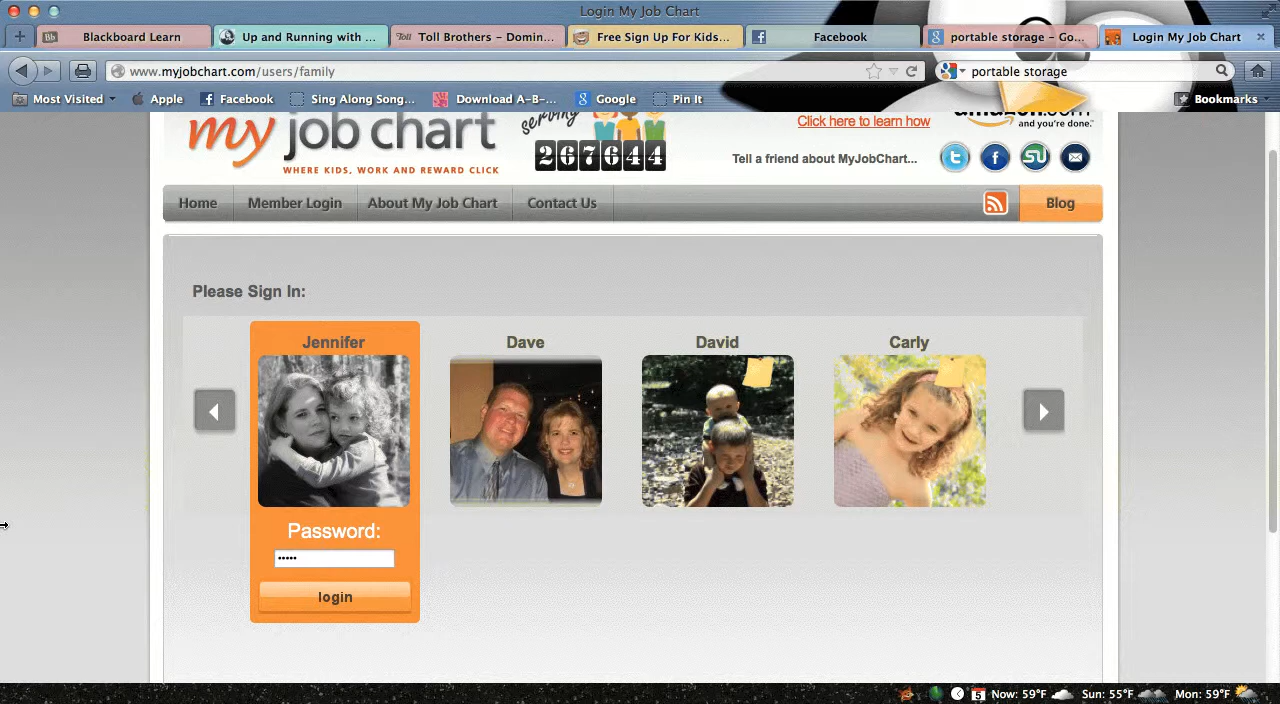 Login My Job Chart
Blackboard Learn
Up and Running with ...
Toll Brothers - Domin...
Free Sign Up For Kids...
Facebook
portable storage - Go...
Login My Job Chart
www.myjobchart.com/users/family
portable storage
Most Visited
Apple
Facebook
Sing Along Song...
Download A-B-...
Google
Pin It
Bookmarks
my job chart
WHERE KIDS, WORK AND REWARD CLICK
serving
267644
Click here to learn how
amazon.com
and you're done.
Tell a friend about MyJobChart...
Home
Member Login
About My Job Chart
Contact Us
Blog
Please Sign In:
Jennifer
Dave
David
Carly
Password:
•••••
login
Now: 59°F
Sun: 55°F
Mon: 59°F